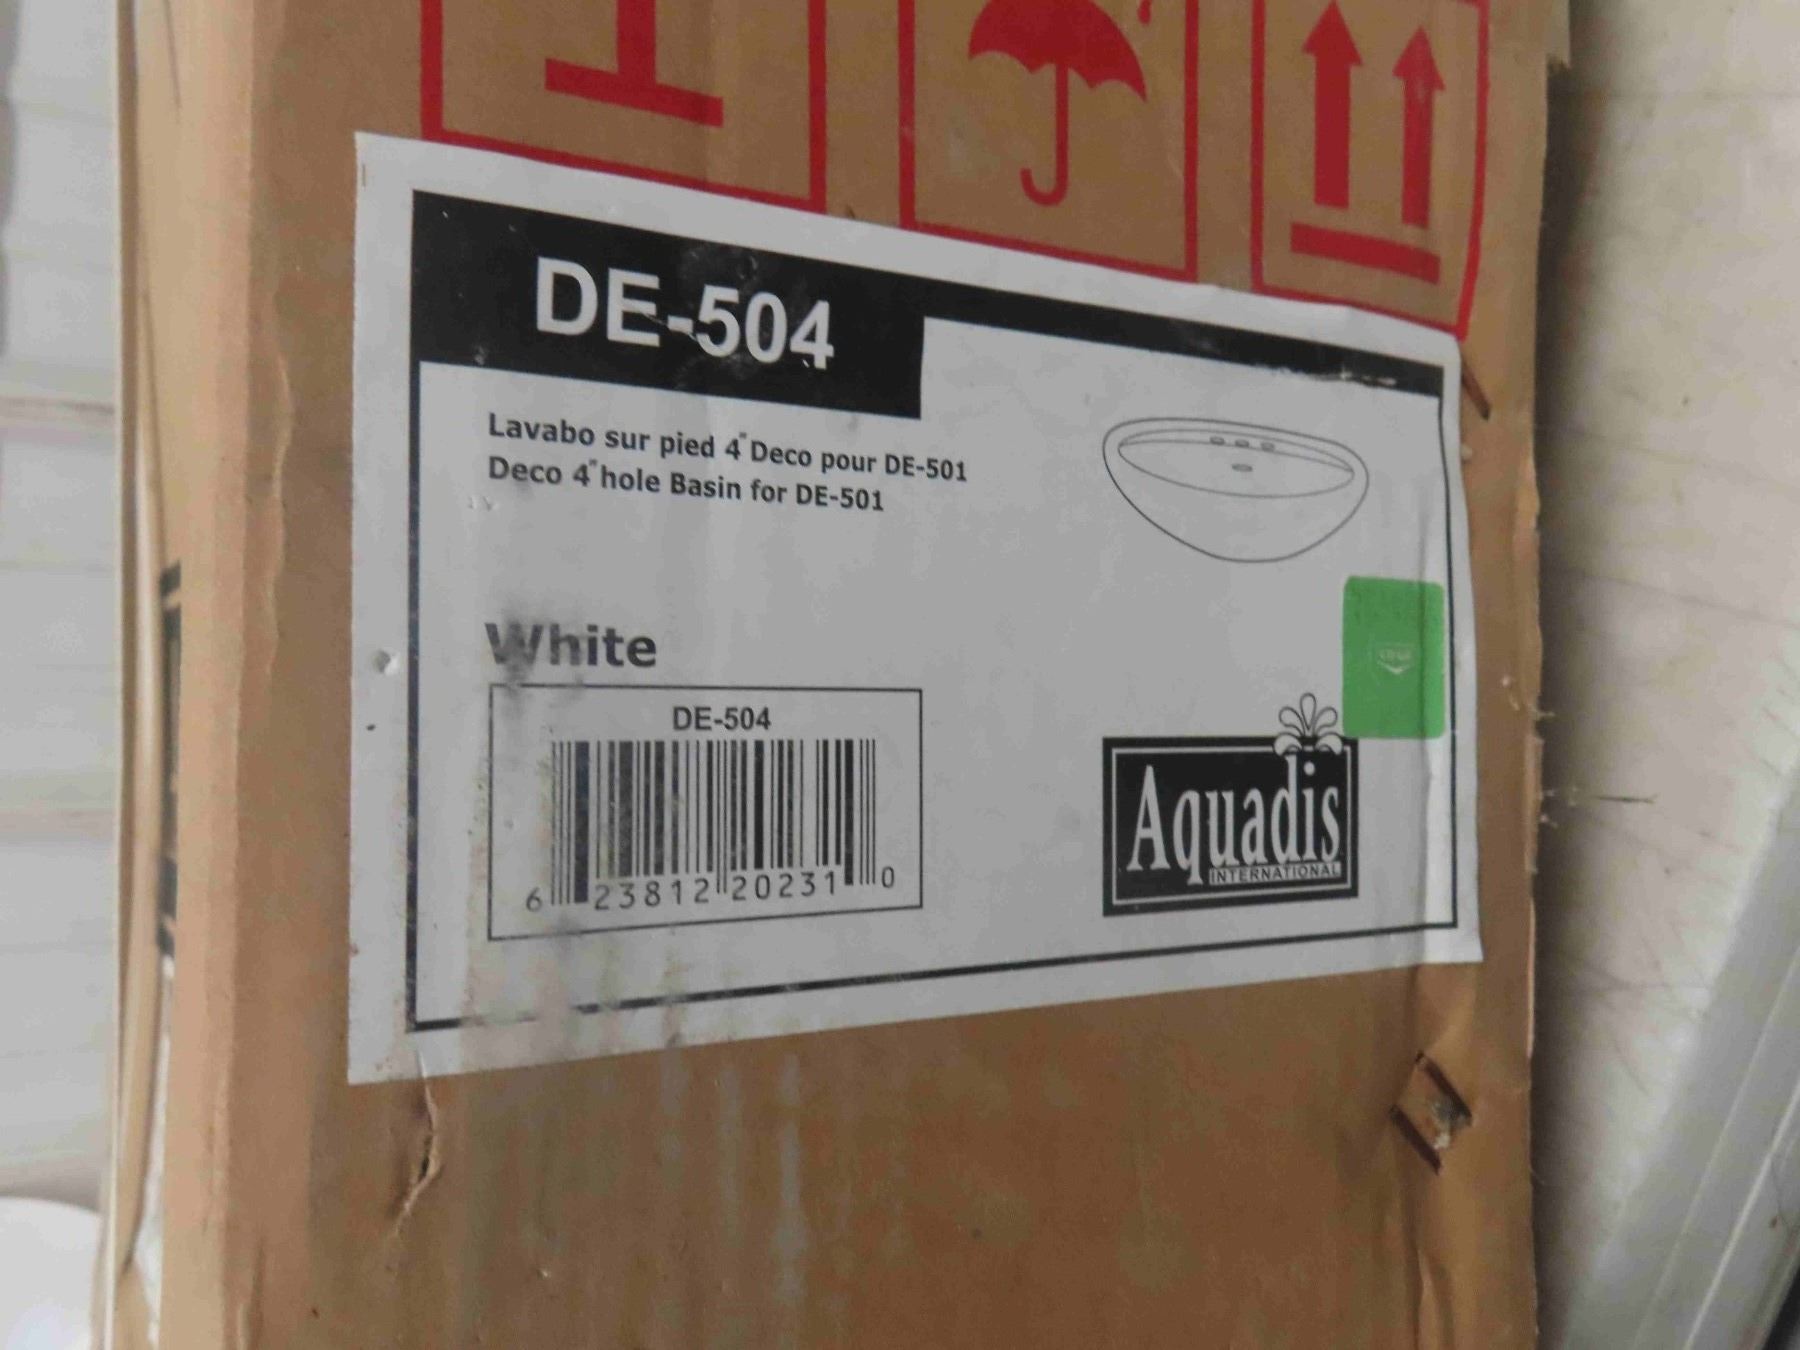 DE-504
Lavabo sur pied 4" Deco pour DE-501
Deco 4" hole Basin for DE-501
White
DE-504
6 23812 20231 0
Aquadis
INTERNATIONAL